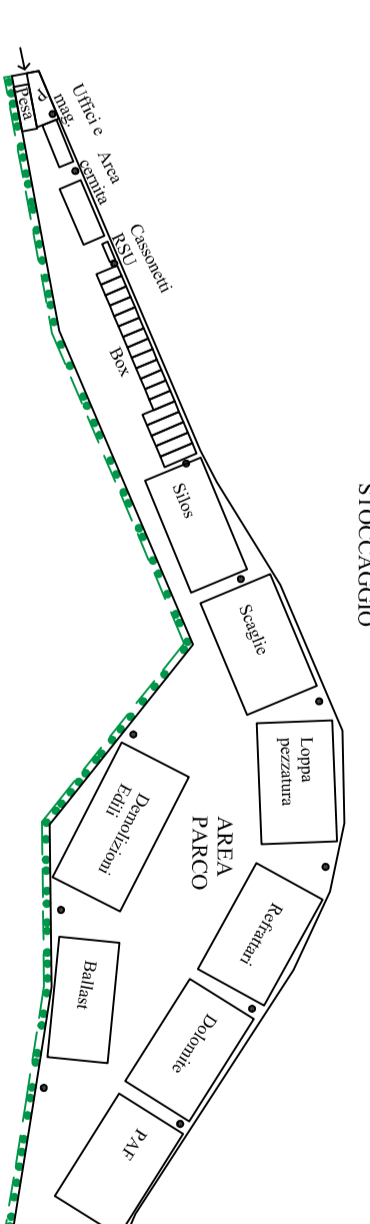 Pesa
P
Uffici e
mag.
Area
cernita
Cassonetti
RSU
Box
Silos
STOCCAGGIO
Scaglie
Loppa
pezzatura
AREA
PARCO
Demolizioni
Edili
Refrattari
Ballast
Dolomite
PAF